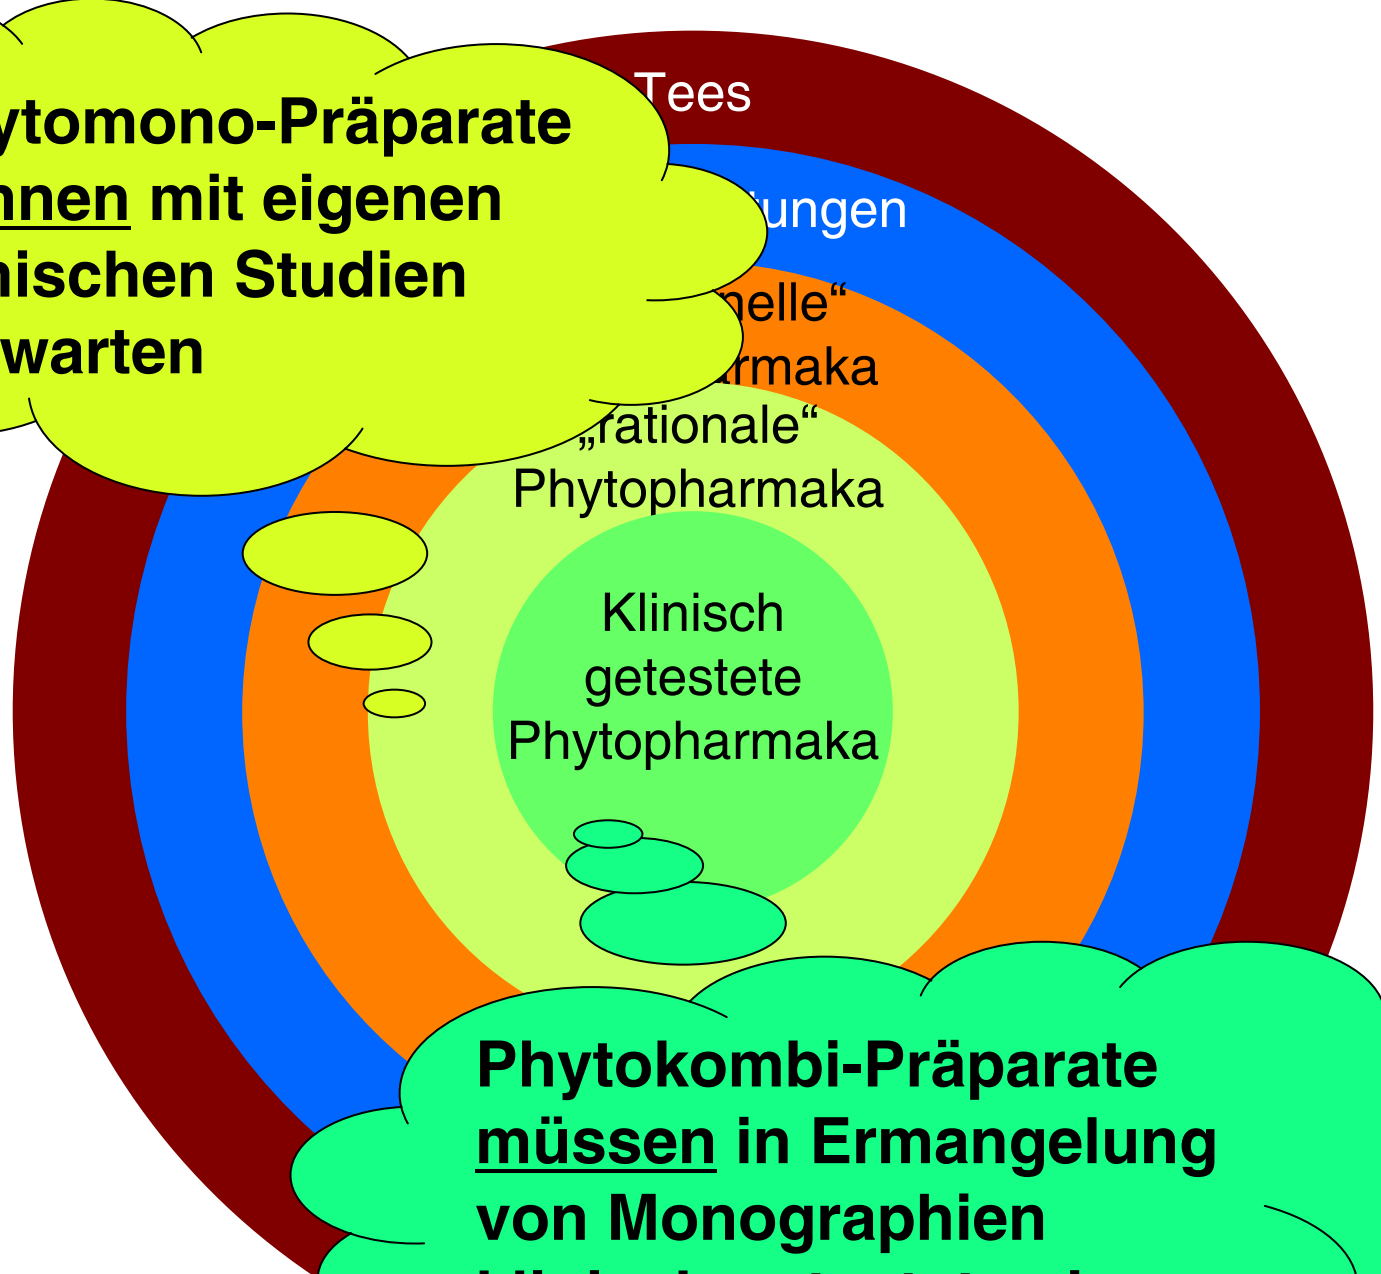 Tees
ytomono-Präparate
nnen mit eigenen
nischen Studien
warten
tungen
nelle“
armaka
„rationale“
Phytopharmaka
Klinisch
getestete
Phytopharmaka
Phytokombi-Präparate
müssen in Ermangelung
von Monographien